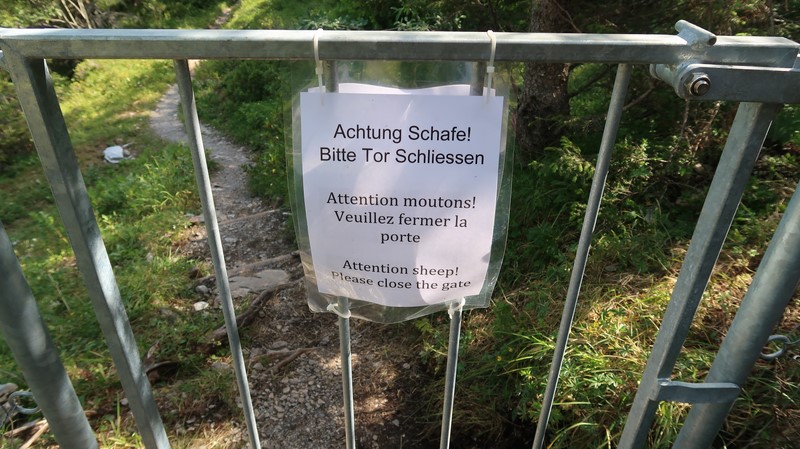 Achtung Schafe!
Bitte Tor Schliessen
Attention moutons!
Veuillez fermer la
porte
Attention sheep!
Please close the gate